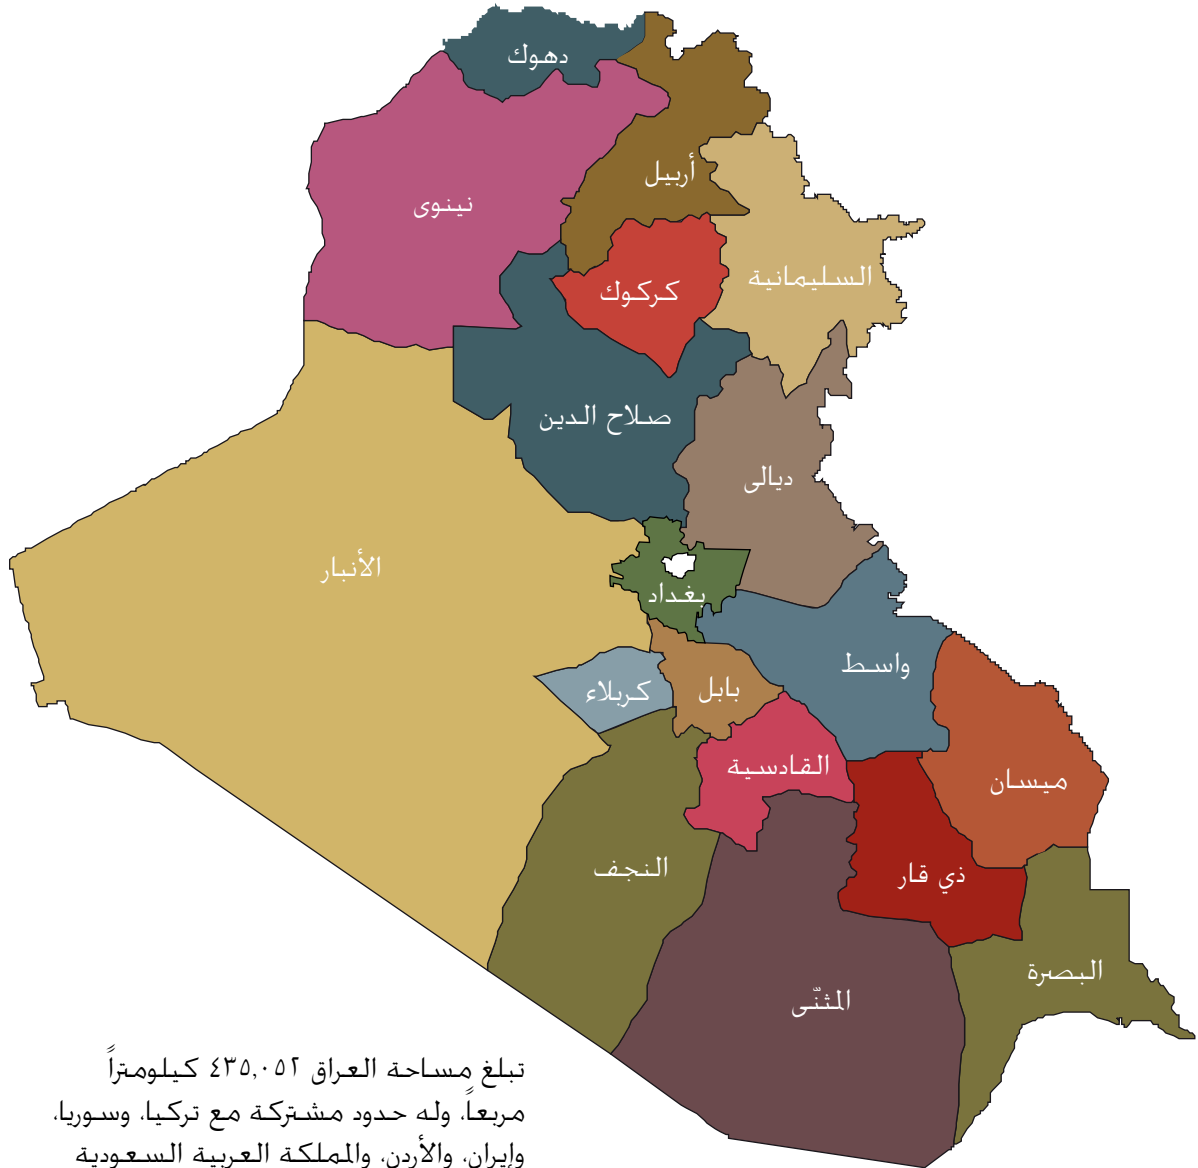 دهوك
أربيل
نينوى
السليمانية
كركوك
صلاح الدين
ديالى
الأنبار
بغداد
واسط
بابل
كربلاء
القادسية
ميسان
النجف
ذي قار
البصرة
المثنّى
تبلغ مساحة العراق ٤٣٥,٠٥٢ كيلومتراً
مربعاً، وله حدود مشتركة مع تركيا، وسوريا،
وإيران، والأردن، والمملكة العربية السعودية